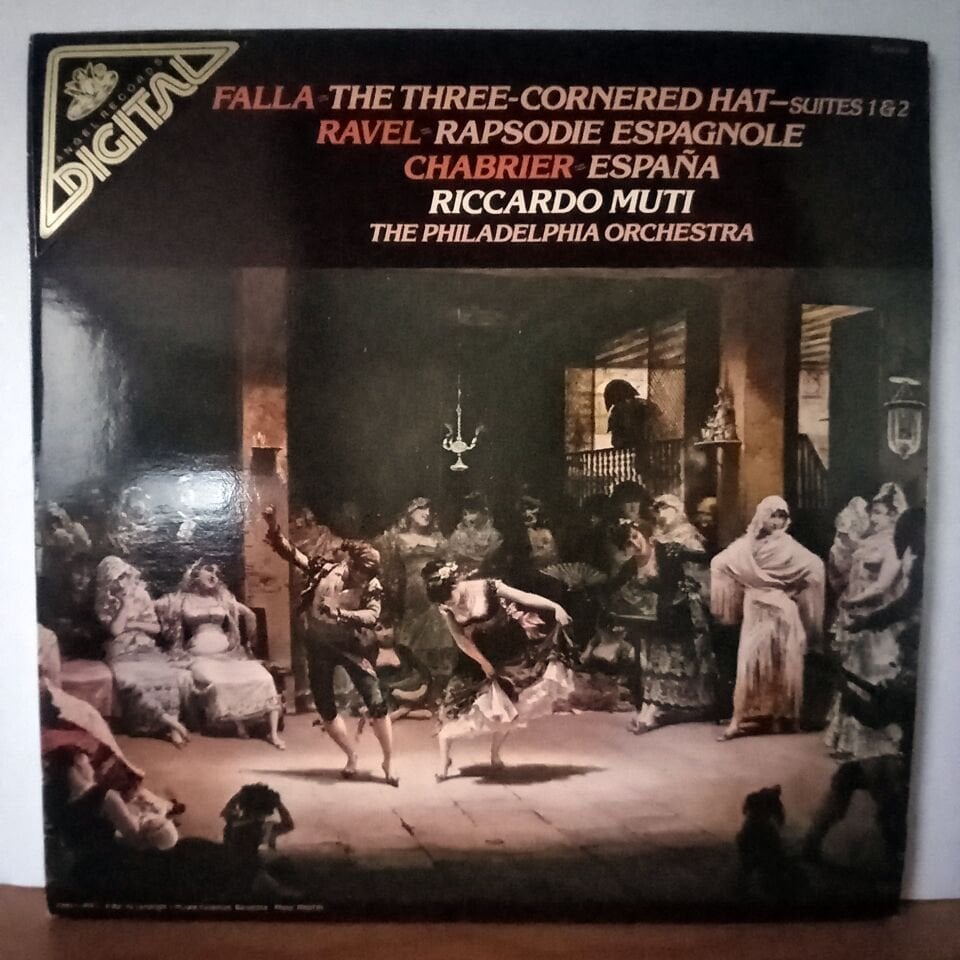 ANGEL RECORDS
DIGITAL
FALLA=THE THREE-CORNERED HAT—SUITES 1 & 2
RAVEL=RAPSODIE ESPAGNOLE
CHABRIER=ESPAÑA
RICCARDO MUTI
THE PHILADELPHIA ORCHESTRA